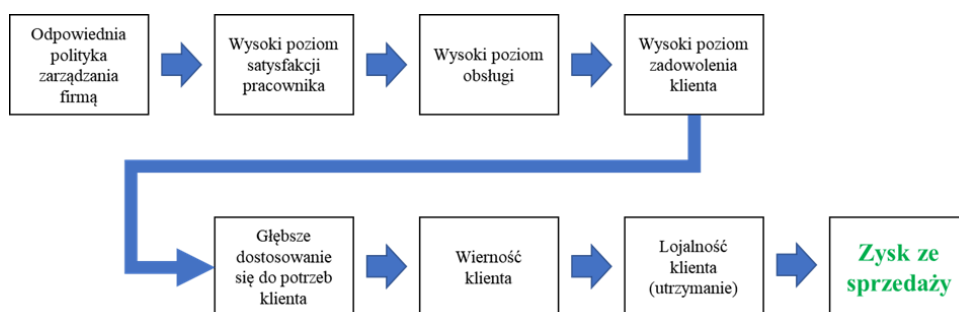 Odpowiednia
polityka
zarządzania
firmą
Wysoki poziom
satysfakcji
pracownika
Wysoki poziom
obsługi
Wysoki poziom
zadowolenia
klienta
Głębsze
dostosowanie
się do potrzeb
klienta
Wierność
klienta
Lojalność
klienta
(utrzymanie)
Zysk ze
sprzedaży